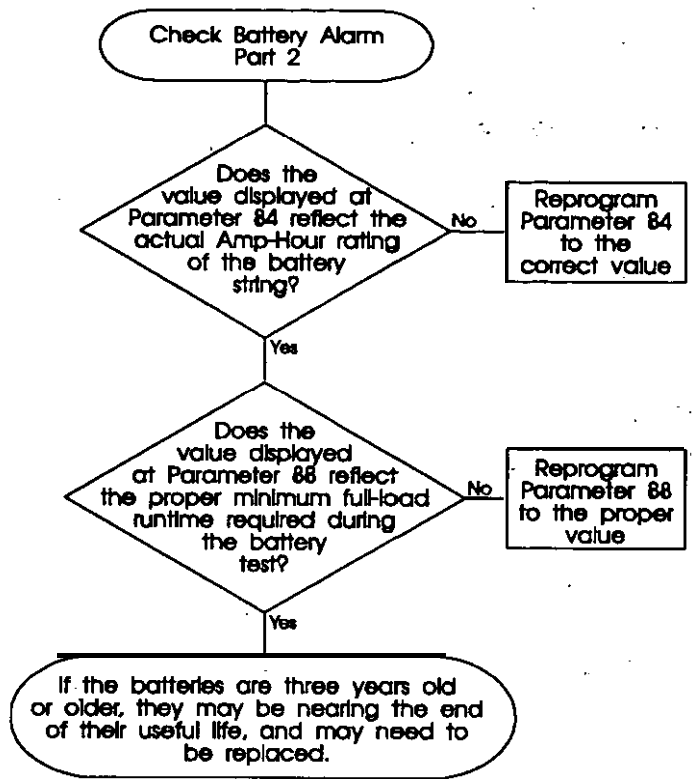 Check Battery Alarm
Part 2
Does the
value displayed at
Parameter 84 reflect the
actual Amp-Hour rating
of the battery
string?
No
Reprogram
Parameter 84
to the
correct value
Yes
Does the
value displayed
at Parameter 88 reflect
the proper minimum full-load
runtime required during
the battery
test?
No
Reprogram
Parameter 88
to the proper
value
Yes
If the batteries are three years old
or older, they may be nearing the end
of their useful life, and may need to
be replaced.